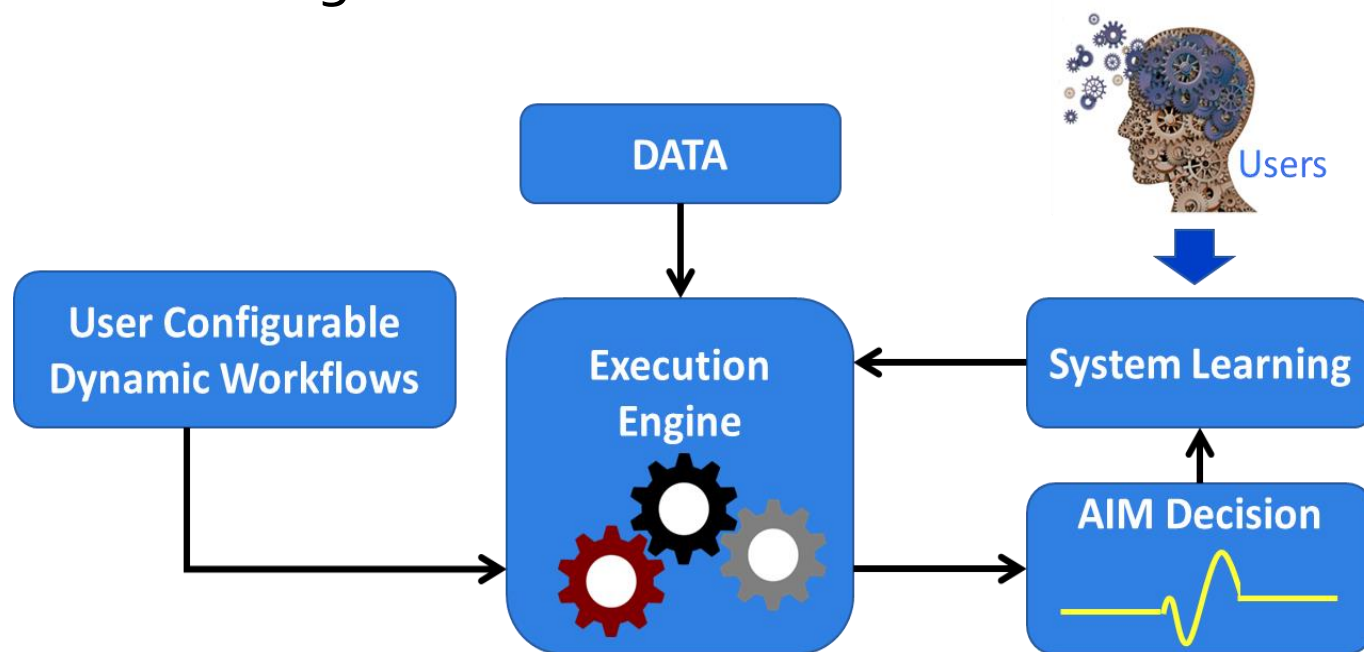 DATA
Users
User Configurable
Dynamic Workflows
Execution
Engine
System Learning
AIM Decision